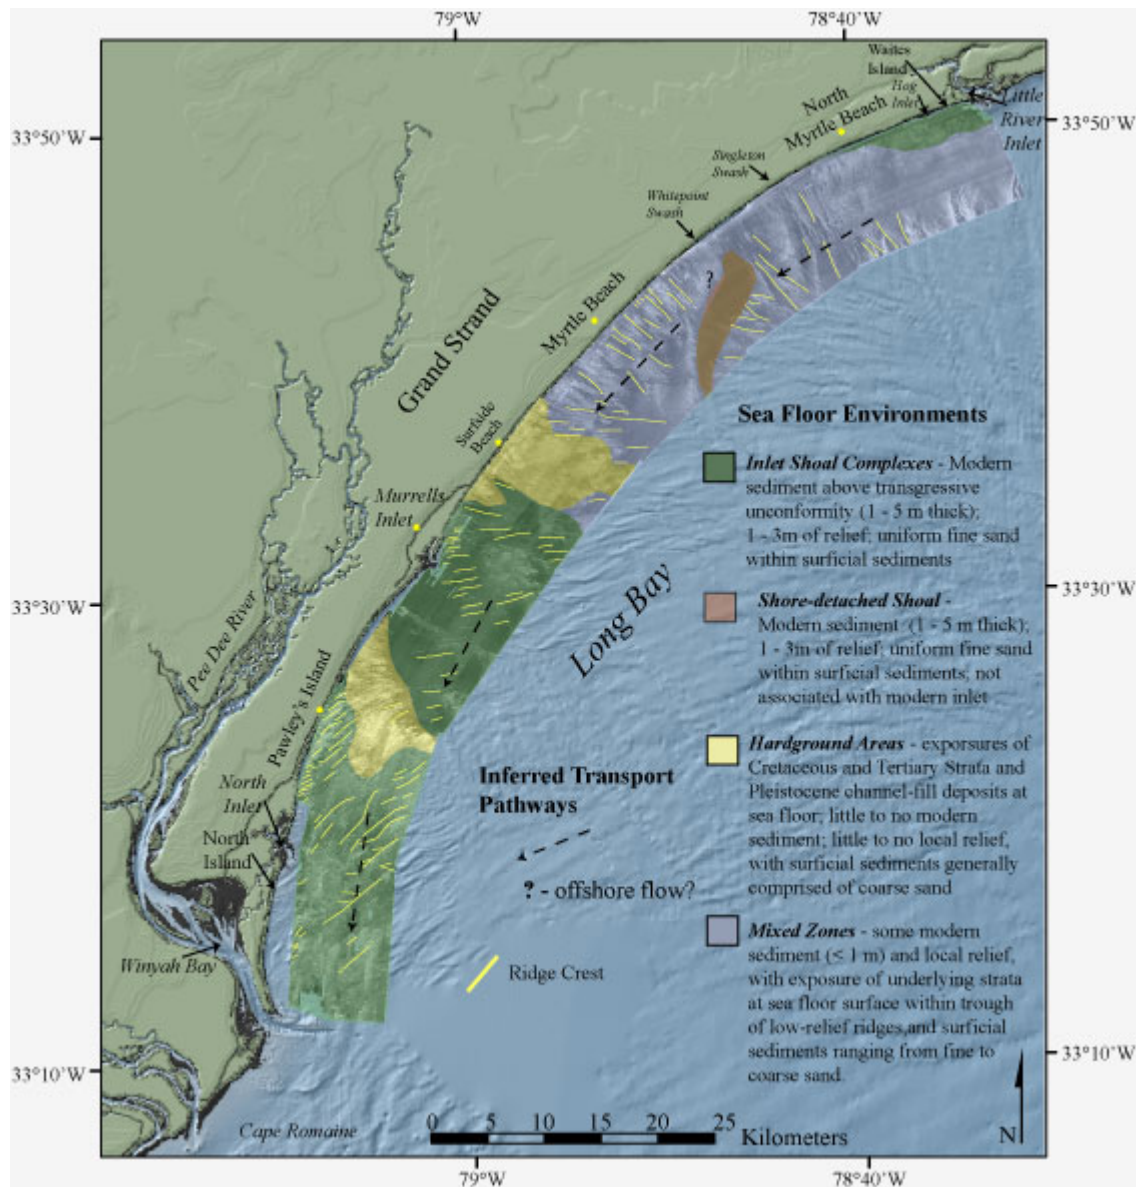 79°W
78°40'W
Waites
Island
Hog
Inlet
Little
River
Inlet
North
Myrtle Beach
33°50'W
33°50'W
Singleton
Swash
Whitepoint
Swash
?
Myrtle Beach
Grand Strand
Surfside
Beach
Murrells
Inlet
Long Bay
Sea Floor Environments
Inlet Shoal Complexes - Modern
sediment above transgressive
unconformity (1 - 5 m thick);
1 - 3m of relief; uniform fine sand
within surficial sediments
Shore-detached Shoal -
Modern sediment (1 - 5 m thick);
1 - 3m of relief; uniform fine sand
within surficial sediments; not
associated with modern inlet
Hardground Areas - exporsures of
Cretaceous and Tertiary Strata and
Pleistocene channel-fill deposits at
sea floor; little to no modern
sediment; little to no local relief,
with surficial sediments generally
comprised of coarse sand
Mixed Zones - some modern
sediment (≤ 1 m) and local relief,
with exposure of underlying strata
at sea floor surface within trough
of low-relief ridges,and surficial
sediments ranging from fine to
coarse sand.
33°30'W
33°30'W
Pee Dee River
Pawley's Island
North
Inlet
North
Island
Winyah Bay
Inferred Transport
Pathways
? - offshore flow?
Ridge Crest
33°10'W
33°10'W
Cape Romaine
0 5 10 15 20 25
Kilometers
N
79°W
78°40'W